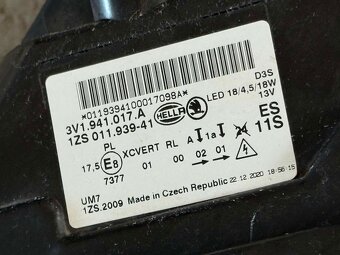 *0119394100017098A*
3V1.941.017.A
1ZS 011.939-41
HELLA
D3S
LED 18/4,5/18W
13V
PL
17,5
E8
7377
XCVERT RL A 1a
01 00 02 01
ES
11S
UM7
1ZS.2009 Made in Czech Republic 22.12.2020 18:56:15